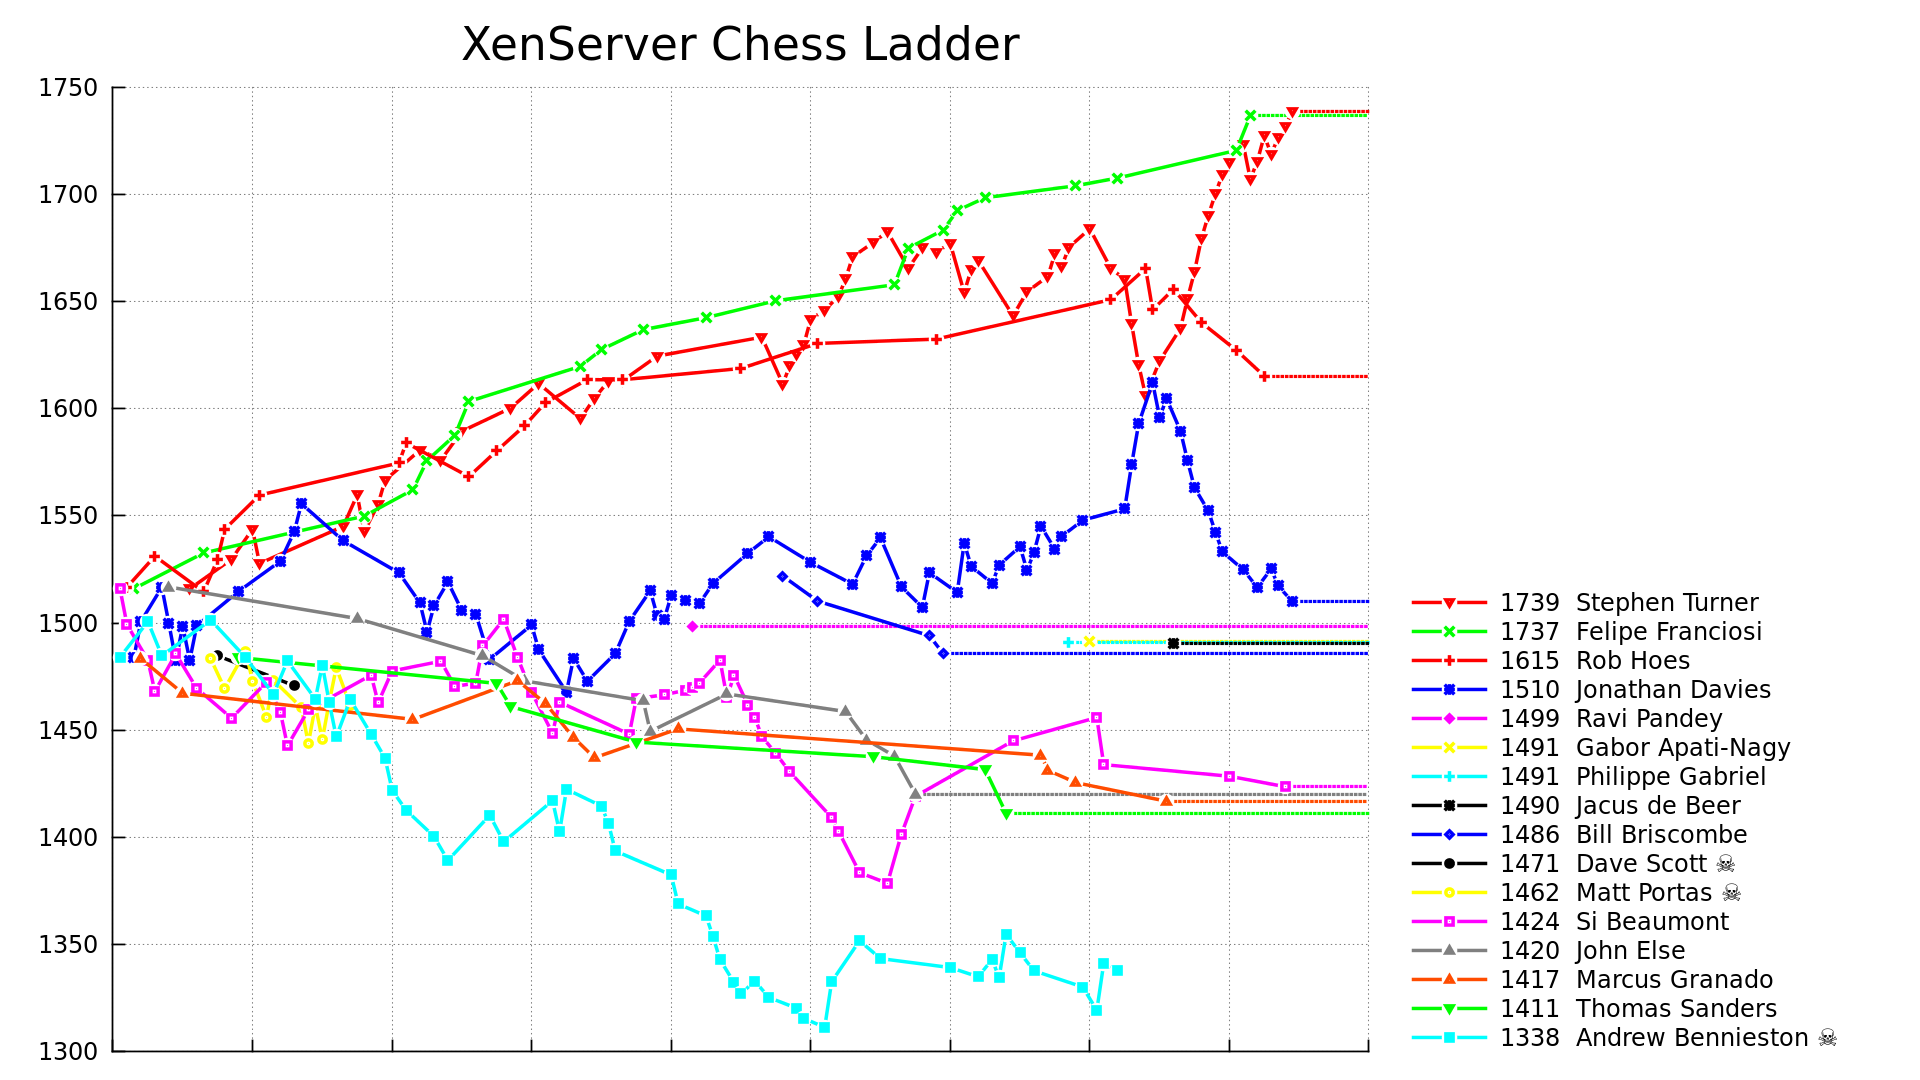 XenServer Chess Ladder
1750
1700
1650
1600
1550
1500
1450
1400
1350
1300
1739 Stephen Turner
1737 Felipe Franciosi
1615 Rob Hoes
1510 Jonathan Davies
1499 Ravi Pandey
1491 Gabor Apati-Nagy
1491 Philippe Gabriel
1490 Jacus de Beer
1486 Bill Briscombe
1471 Dave Scott ☠
1462 Matt Portas ☠
1424 Si Beaumont
1420 John Else
1417 Marcus Granado
1411 Thomas Sanders
1338 Andrew Bennieston ☠